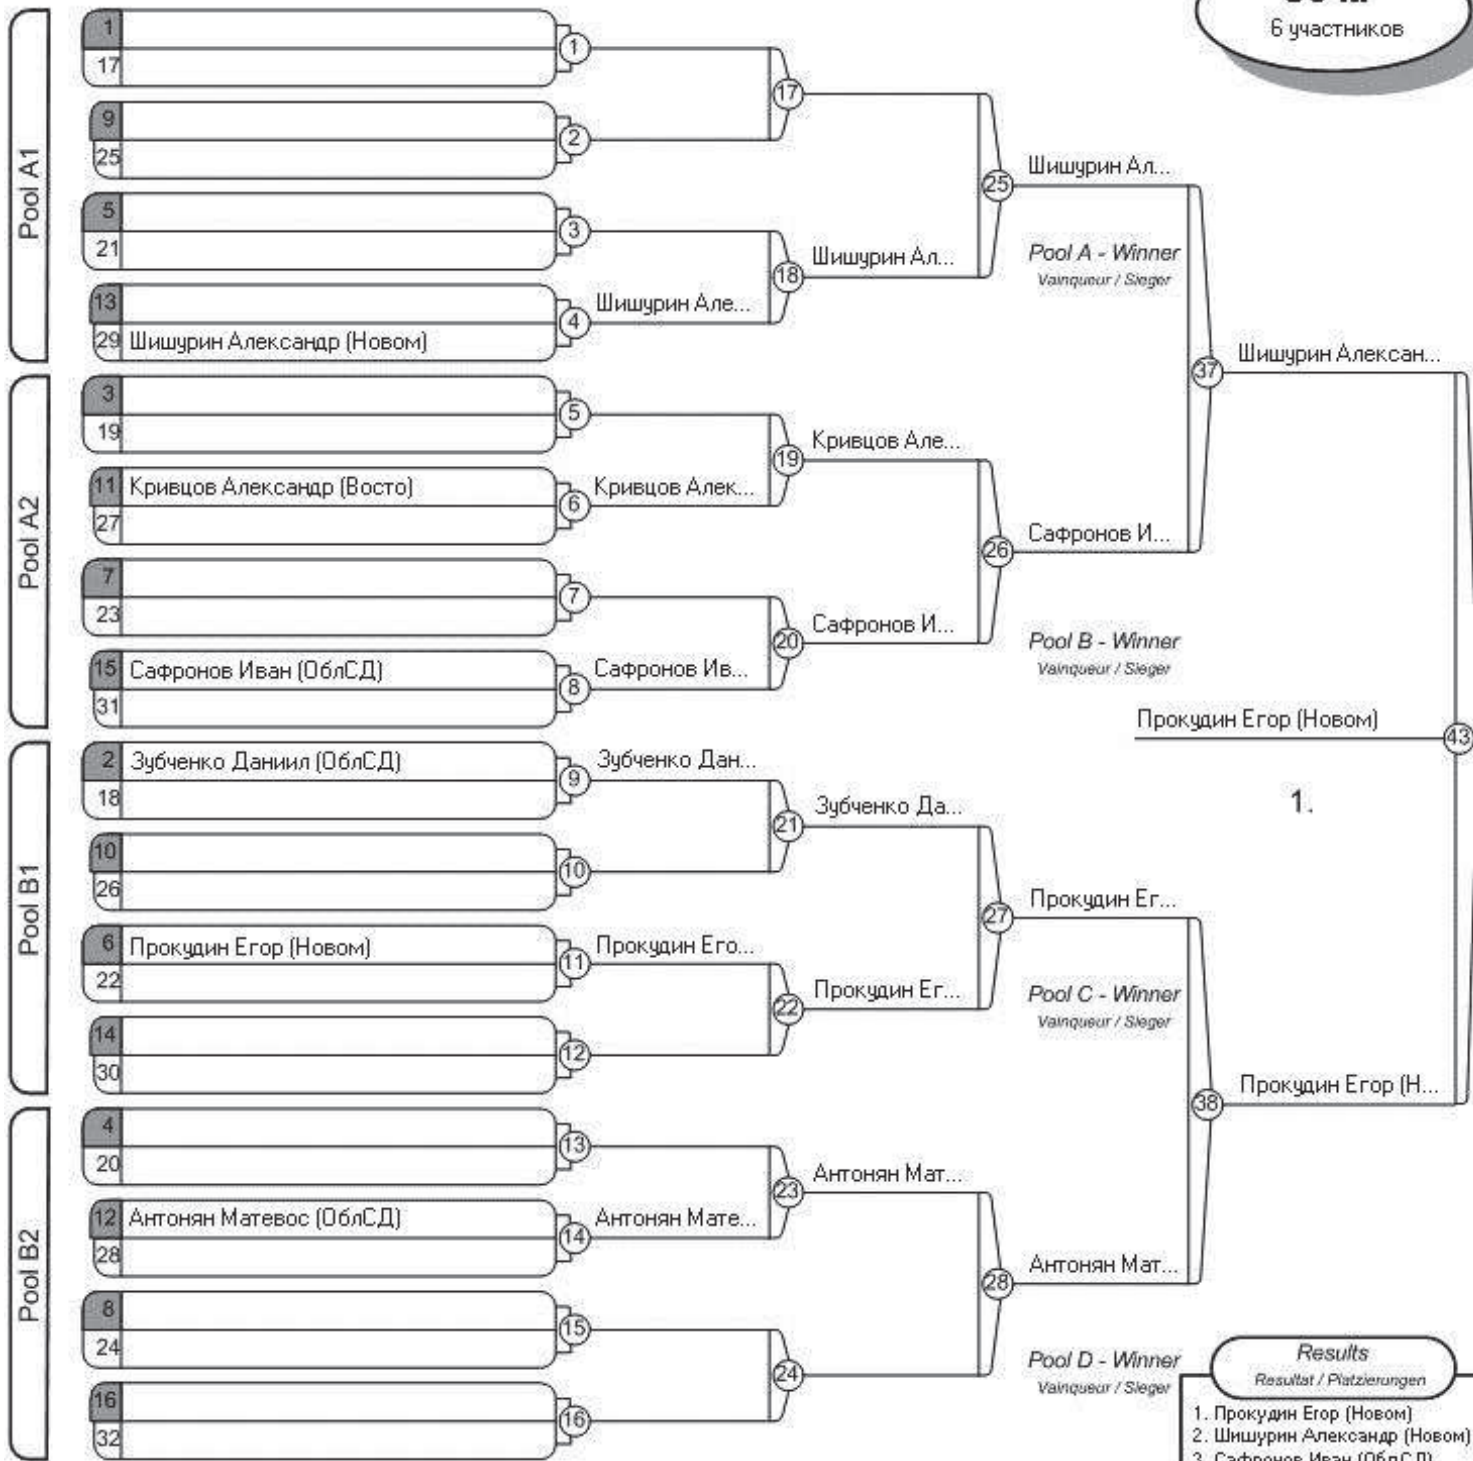 6 участников
Pool A1
1
17
1
9
25
2
17
5
21
3
13
29 Шишурин Александр (Новом)
4
Шишурин Але...
18
Шишурин Ал...
25
Шишурин Ал...
Pool A - Winner
Vainqueur / Sieger
Pool A2
3
19
5
11 Кривцов Александр (Восто)
27
6
Кривцов Алек...
19
Кривцов Але...
7
23
7
15 Сафронов Иван (ОблСД)
31
8
Сафронов Ив...
20
Сафронов И...
26
Сафронов И...
Pool B - Winner
Vainqueur / Sieger
37
Шишурин Алексан...
Прокудин Егор (Новом)
43
1.
Pool B1
2 Зубченко Даниил (ОблСД)
18
9
Зубченко Дан...
10
26
10
21
Зубченко Да...
6 Прокудин Егор (Новом)
22
11
Прокудин Его...
14
30
12
22
Прокудин Ег...
27
Прокудин Ег...
Pool C - Winner
Vainqueur / Sieger
38
Прокудин Егор (Н...
Pool B2
4
20
13
12 Антонян Матевос (ОблСД)
28
14
Антонян Мате...
23
Антонян Мат...
8
24
15
16
32
16
24
28
Антонян Мат...
Pool D - Winner
Vainqueur / Sieger
Results
Resultat / Platzierungen
1. Прокудин Егор (Новом)
2. Шишурин Александр (Новом)
3. Сафронов Иван (ОблСД)